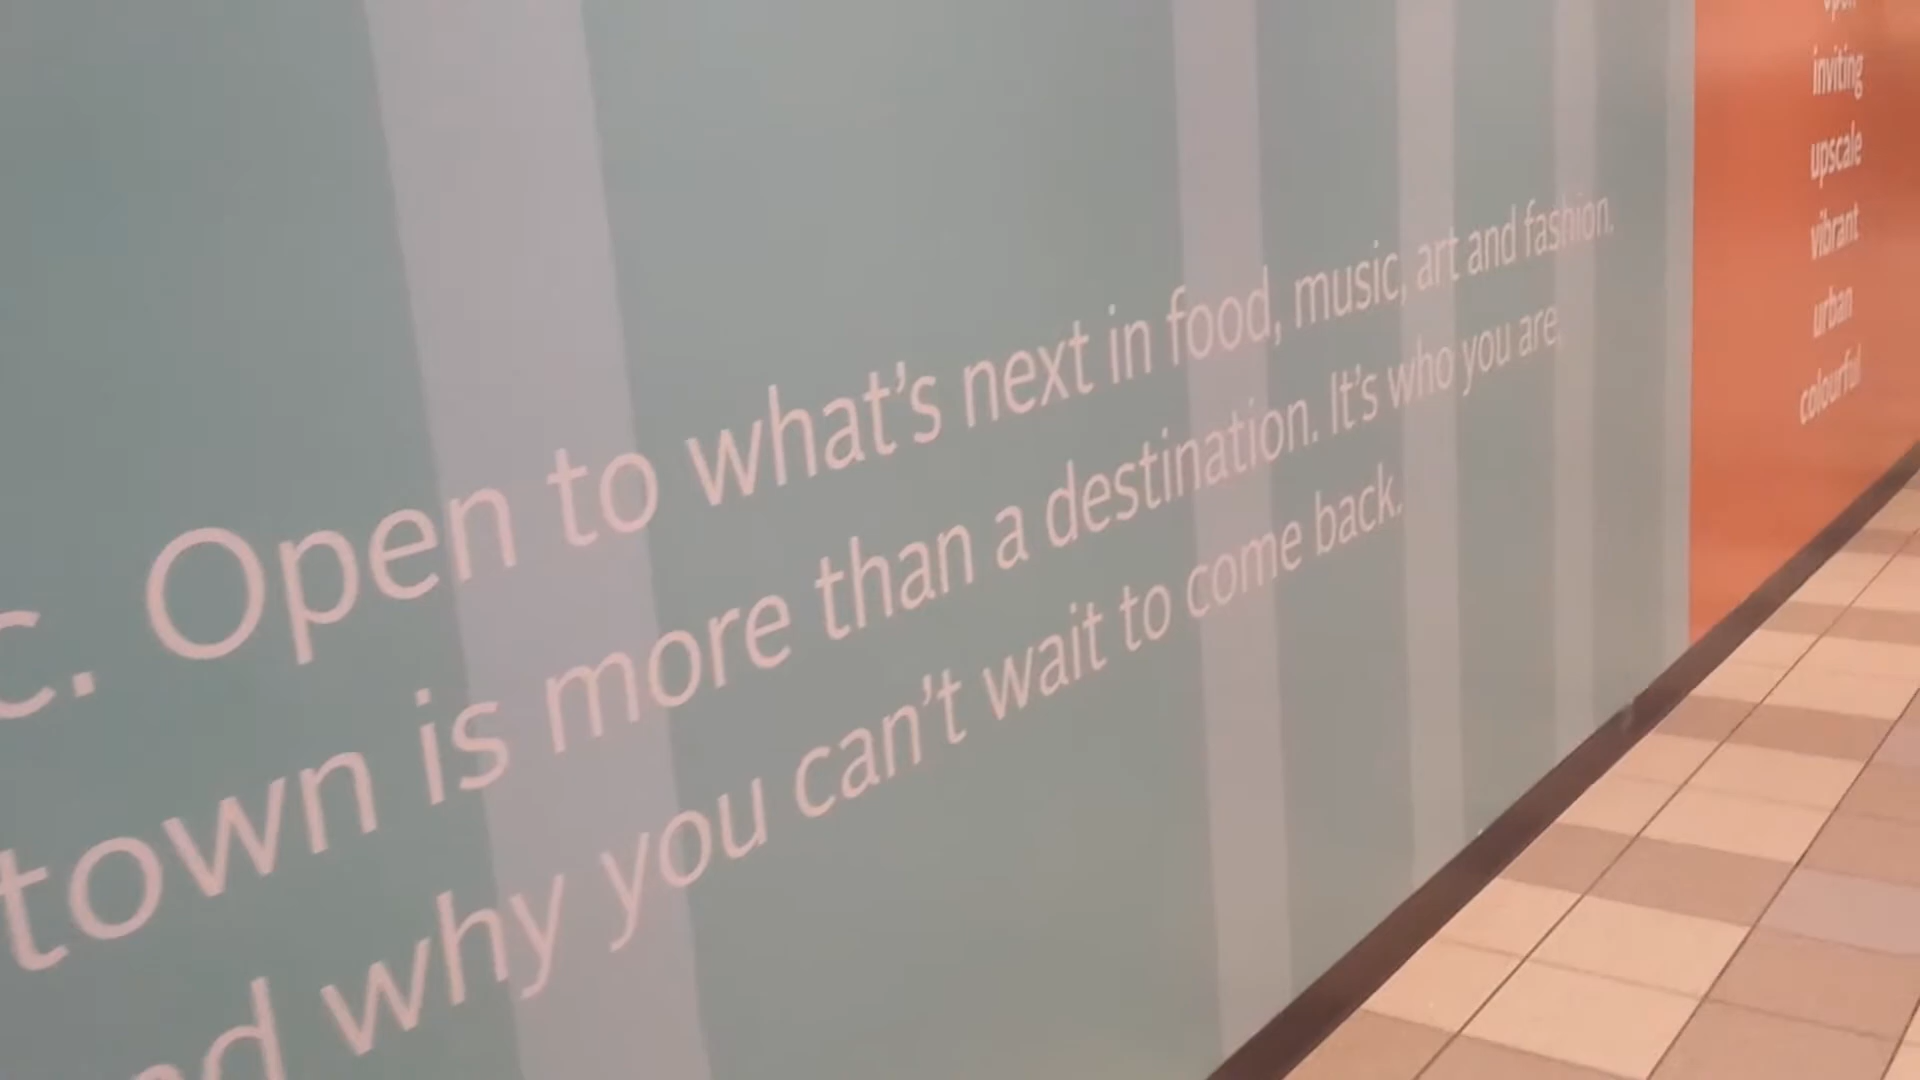 c. Open to what's next in food, music, art and fashion.
town is more than a destination. It's who you are,
why you can't wait to come back.
open
inviting
upscale
vibrant
urban
colourful